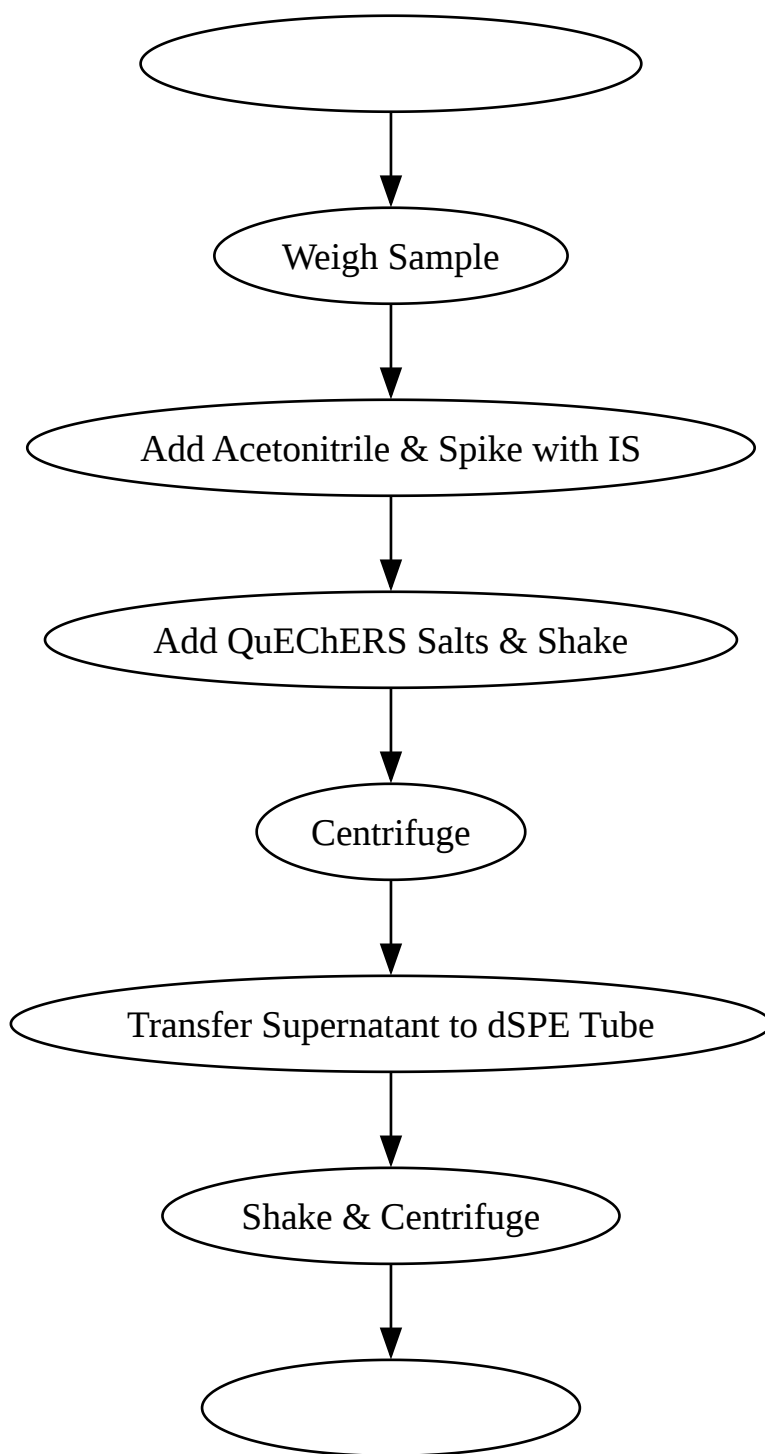 Weigh Sample
Add Acetonitrile & Spike with IS
Add QuEChERS Salts & Shake
Centrifuge
Transfer Supernatant to dSPE Tube
Shake & Centrifuge